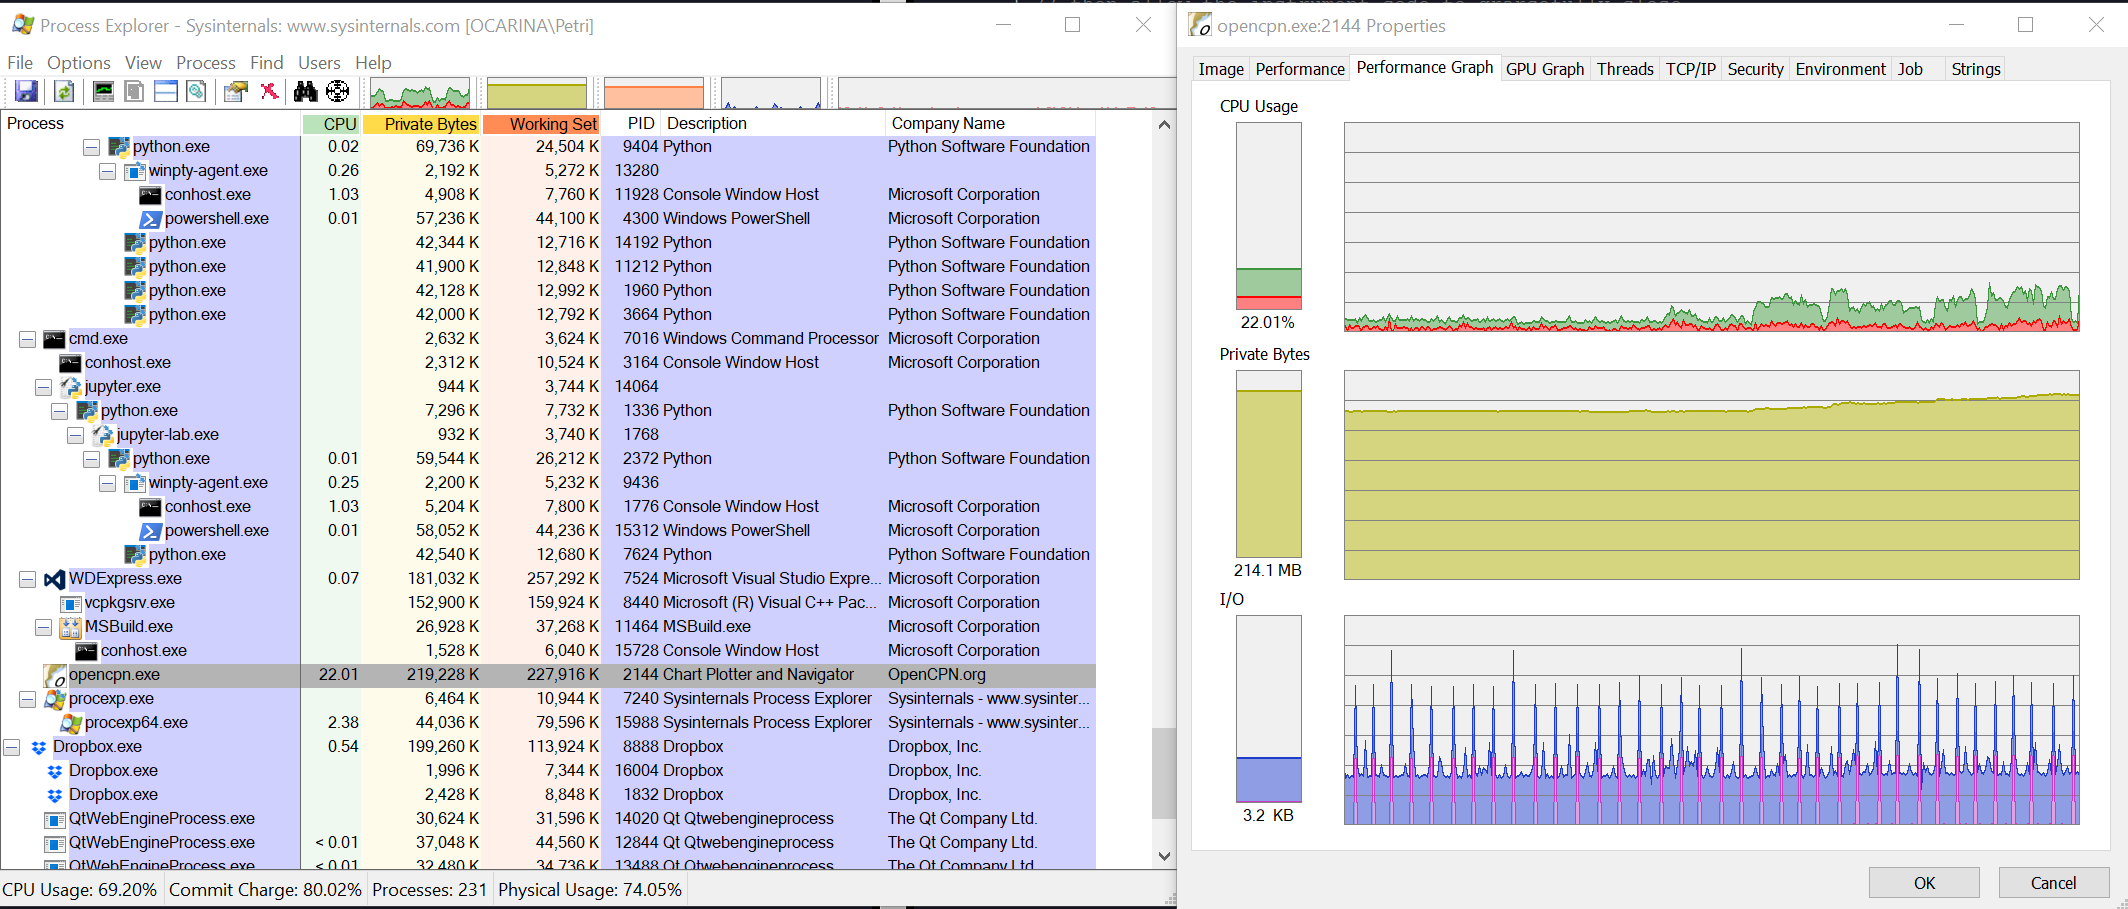 Process Explorer - Sysinternals: www.sysinternals.com [OCARINA\Petri]
File Options View Process Find Users Help
Process CPU Private Bytes Working Set PID Description Company Name
python.exe 0.02 69,736 K 24,504 K 9404 Python Python Software Foundation
winpty-agent.exe 0.26 2,192 K 5,272 K 13280
conhost.exe 1.03 4,908 K 7,760 K 11928 Console Window Host Microsoft Corporation
powershell.exe 0.01 57,236 K 44,100 K 4300 Windows PowerShell Microsoft Corporation
python.exe 42,344 K 12,716 K 14192 Python Python Software Foundation
python.exe 41,900 K 12,848 K 11212 Python Python Software Foundation
python.exe 42,128 K 12,992 K 1960 Python Python Software Foundation
python.exe 42,000 K 12,792 K 3664 Python Python Software Foundation
cmd.exe 2,632 K 3,624 K 7016 Windows Command Processor Microsoft Corporation
conhost.exe 2,312 K 10,524 K 3164 Console Window Host Microsoft Corporation
jupyter.exe 944 K 3,744 K 14064
python.exe 7,296 K 7,732 K 1336 Python Python Software Foundation
jupyter-lab.exe 932 K 3,740 K 1768
python.exe 0.01 59,544 K 26,212 K 2372 Python Python Software Foundation
winpty-agent.exe 0.25 2,200 K 5,232 K 9436
conhost.exe 1.03 5,204 K 7,800 K 1776 Console Window Host Microsoft Corporation
powershell.exe 0.01 58,052 K 44,236 K 15312 Windows PowerShell Microsoft Corporation
python.exe 42,540 K 12,680 K 7624 Python Python Software Foundation
WDExpress.exe 0.07 181,032 K 257,292 K 7524 Microsoft Visual Studio Expre... Microsoft Corporation
vcpkgsrv.exe 152,900 K 159,924 K 8440 Microsoft (R) Visual C++ Pac... Microsoft Corporation
MSBuild.exe 26,928 K 37,268 K 11464 MSBuild.exe Microsoft Corporation
conhost.exe 1,528 K 6,040 K 15728 Console Window Host Microsoft Corporation
opencpn.exe 22.01 219,228 K 227,916 K 2144 Chart Plotter and Navigator OpenCPN.org
procexp.exe 6,464 K 10,944 K 7240 Sysinternals Process Explorer Sysinternals - www.sysinter...
procexp64.exe 2.38 44,036 K 79,596 K 15988 Sysinternals Process Explorer Sysinternals - www.sysinter...
Dropbox.exe 0.54 199,260 K 113,924 K 8888 Dropbox Dropbox, Inc.
Dropbox.exe 1,996 K 7,344 K 16004 Dropbox Dropbox, Inc.
Dropbox.exe 2,428 K 8,848 K 1832 Dropbox Dropbox, Inc.
QtWebEngineProcess.exe 30,624 K 31,596 K 14020 Qt Qtwebengineprocess The Qt Company Ltd.
QtWebEngineProcess.exe < 0.01 37,048 K 44,560 K 12844 Qt Qtwebengineprocess The Qt Company Ltd.
QtWebEngineProcess.exe < 0.01 32,480 K 34,736 K 13488 Qt Qtwebengineprocess The Qt Company Ltd.
CPU Usage: 69.20% Commit Charge: 80.02% Processes: 231 Physical Usage: 74.05%
opencpn.exe:2144 Properties
Image Performance Performance Graph GPU Graph Threads TCP/IP Security Environment Job Strings
CPU Usage
22.01%
Private Bytes
214.1 MB
I/O
3.2 KB
OK Cancel